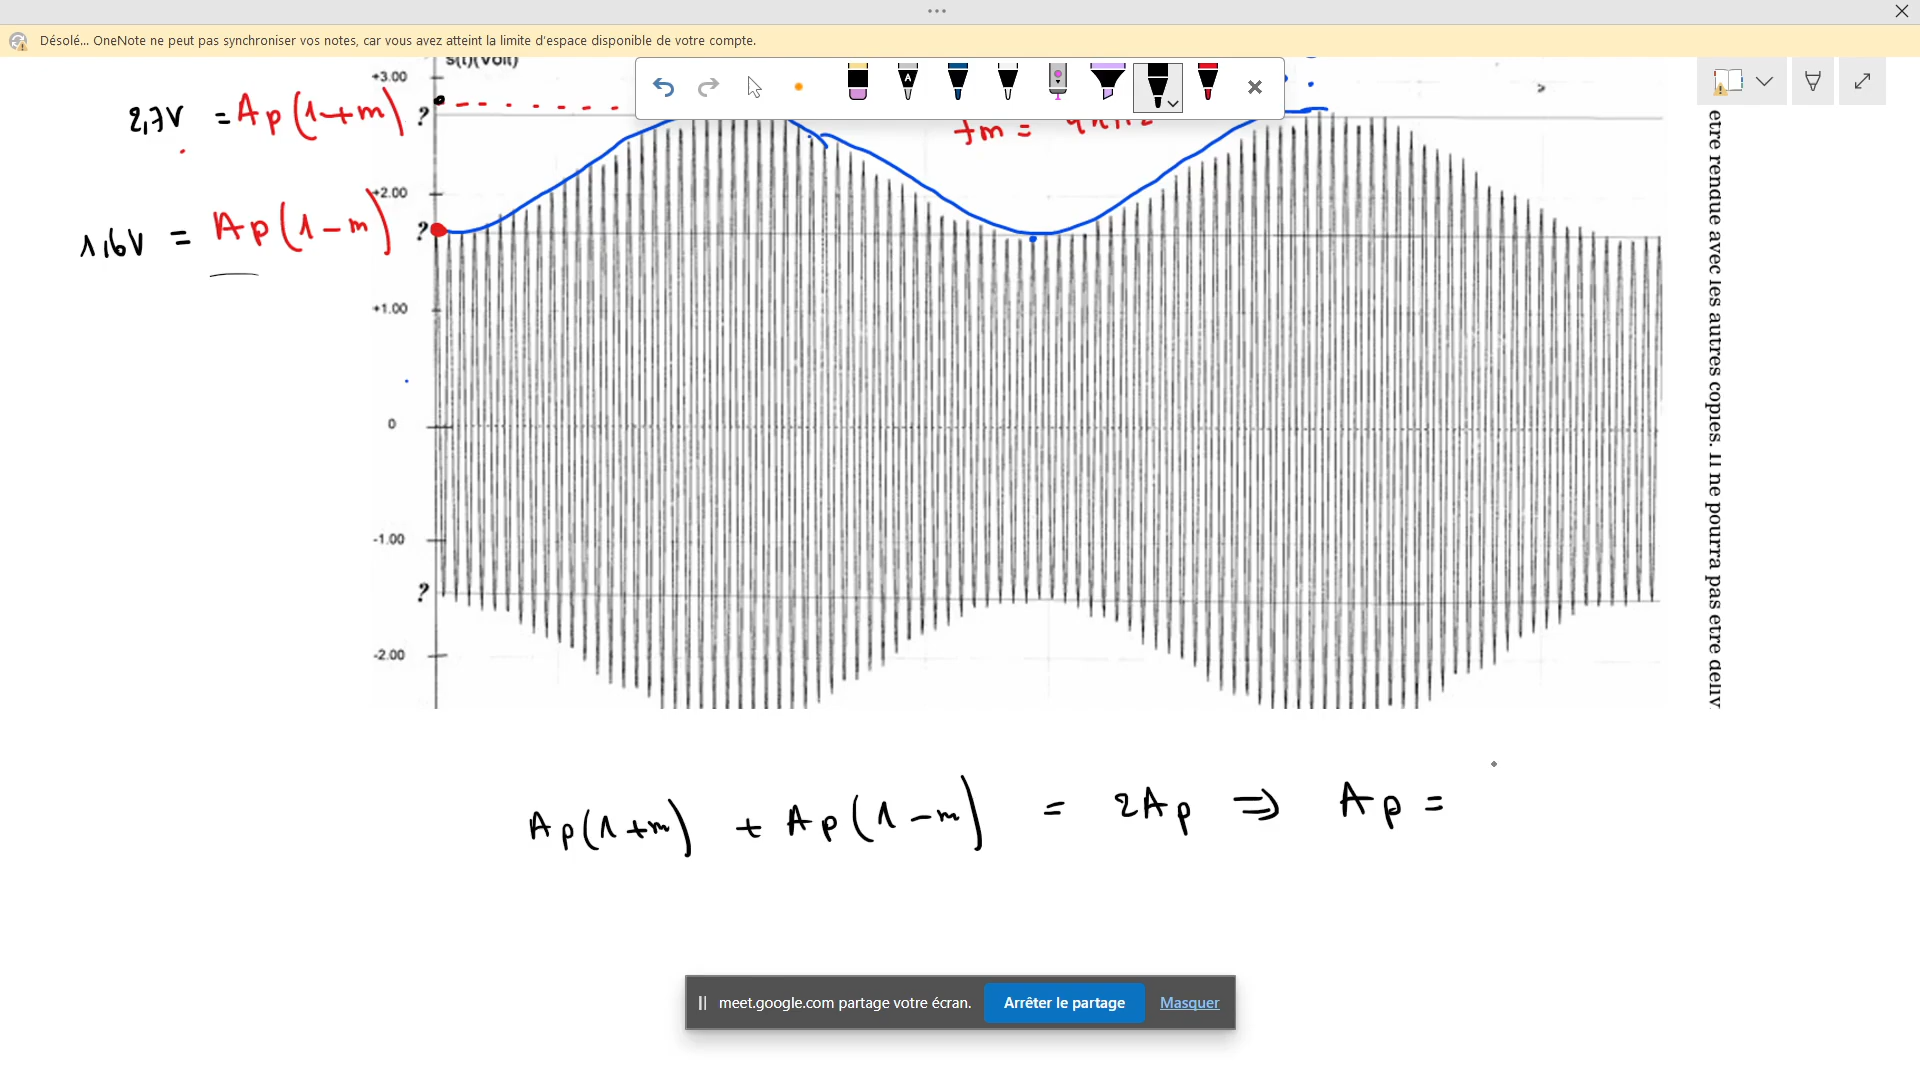 Désolé... OneNote ne peut pas synchroniser vos notes, car vous avez atteint la limite d'espace disponible de votre compte.
s(t)(Volt)
+3.00
2,7V = Ap(1+m) ?
fm =
+2.00
1,6V = Ap(1-m) ?
+1.00
0
-1.00
?
-2.00
etre rendue avec les autres copies. Il ne pourra pas etre deliv
Ap(1+m) + Ap(1-m) = 2Ap ⇒ Ap =
meet.google.com partage votre écran. Arrêter le partage Masquer